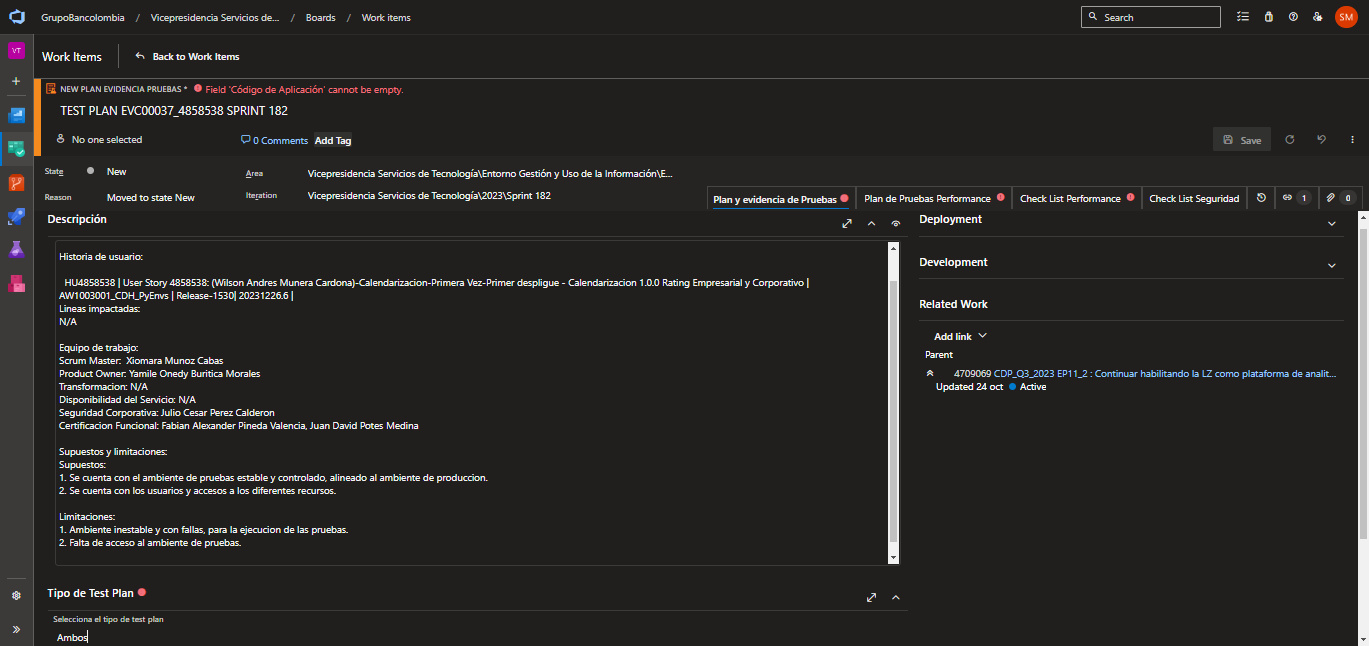 GrupoBancolombia / Vicepresidencia Servicios de... / Boards / Work items
Search
SM
VT
Work Items
Back to Work Items
NEW PLAN EVIDENCIA PRUEBAS * Field 'Código de Aplicación' cannot be empty.
TEST PLAN EVC00037_4858538 SPRINT 182
No one selected
0 Comments
Add Tag
Save
State
New
Area
Vicepresidencia Servicios de Tecnología\Entorno Gestión y Uso de la Información\E...
Reason
Moved to state New
Iteration
Vicepresidencia Servicios de Tecnología\2023\Sprint 182
Plan y evidencia de Pruebas
Plan de Pruebas Performance
Check List Performance
Check List Seguridad
1
0
Descripción
Historia de usuario:
HU4858538 | User Story 4858538: (Wilson Andres Munera Cardona)-Calendarizacion-Primera Vez-Primer despligue - Calendarizacion 1.0.0 Rating Empresarial y Corporativo |
AW1003001_CDH_PyEnvs | Release-1530| 20231226.6 |
Lineas impactadas:
N/A
Equipo de trabajo:
Scrum Master: Xiomara Munoz Cabas
Product Owner: Yamile Onedy Buritica Morales
Transformacion: N/A
Disponibilidad del Servicio: N/A
Seguridad Corporativa: Julio Cesar Perez Calderon
Certificacion Funcional: Fabian Alexander Pineda Valencia, Juan David Potes Medina
Supuestos y limitaciones:
Supuestos:
1. Se cuenta con el ambiente de pruebas estable y controlado, alineado al ambiente de produccion.
2. Se cuenta con los usuarios y accesos a los diferentes recursos.
Limitaciones:
1. Ambiente inestable y con fallas, para la ejecucion de las pruebas.
2. Falta de acceso al ambiente de pruebas.
Tipo de Test Plan
Selecciona el tipo de test plan
Ambos
Deployment
Development
Related Work
Add link
Parent
4709069 CDP_Q3_2023 EP11_2 : Continuar habilitando la LZ como plataforma de analit...
Updated 24 oct Active